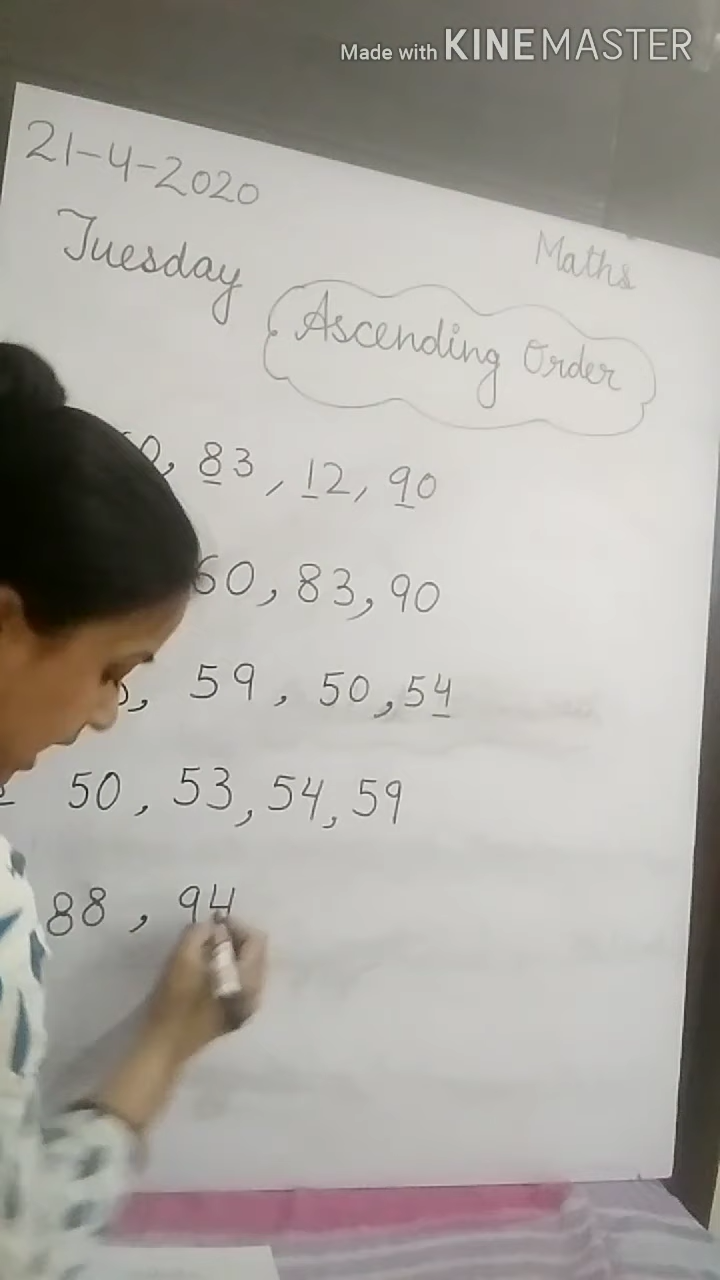 Made with KINEMASTER
21-4-2020
Maths
Tuesday
Ascending Order
, 83, 12, 90
60, 83, 90
, 59, 50, 54
50, 53, 54, 59
88, 94